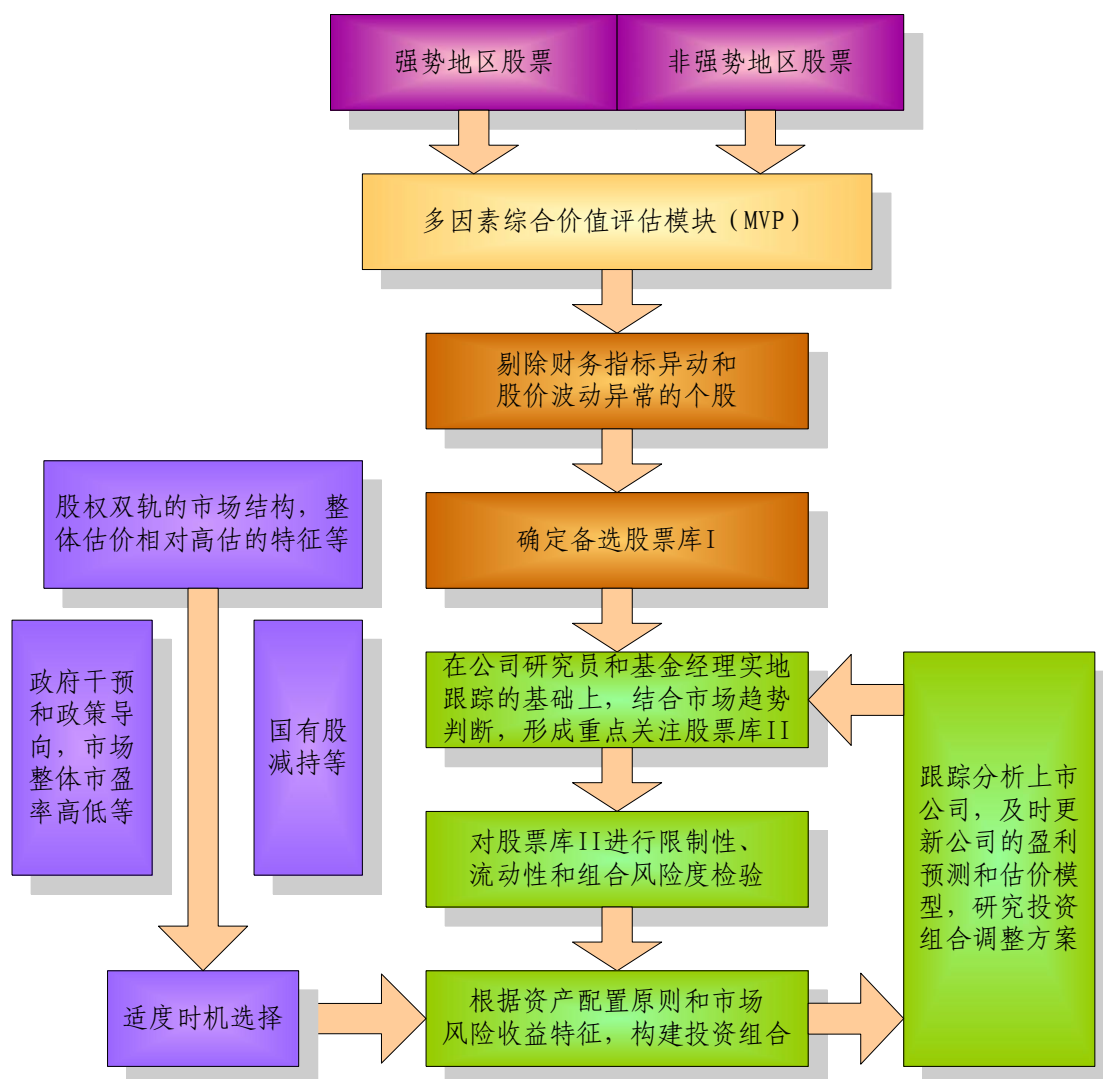 强势地区股票
非强势地区股票
多因素综合价值评估模块（MVP）
剔除财务指标异动和
股价波动异常的个股
股权双轨的市场结构，整
体估价相对高估的特征等
确定备选股票库I
政府干预
和政策导
向，市场
整体市盈
率高低等
国有股
减持等
在公司研究员和基金经理实地
跟踪的基础上，结合市场趋势
判断，形成重点关注股票库II
跟踪分析上市
公司，及时更
新公司的盈利
预测和估价模
型，研究投资
组合调整方案
对股票库II进行限制性、
流动性和组合风险度检验
适度时机选择
根据资产配置原则和市场
风险收益特征，构建投资组合